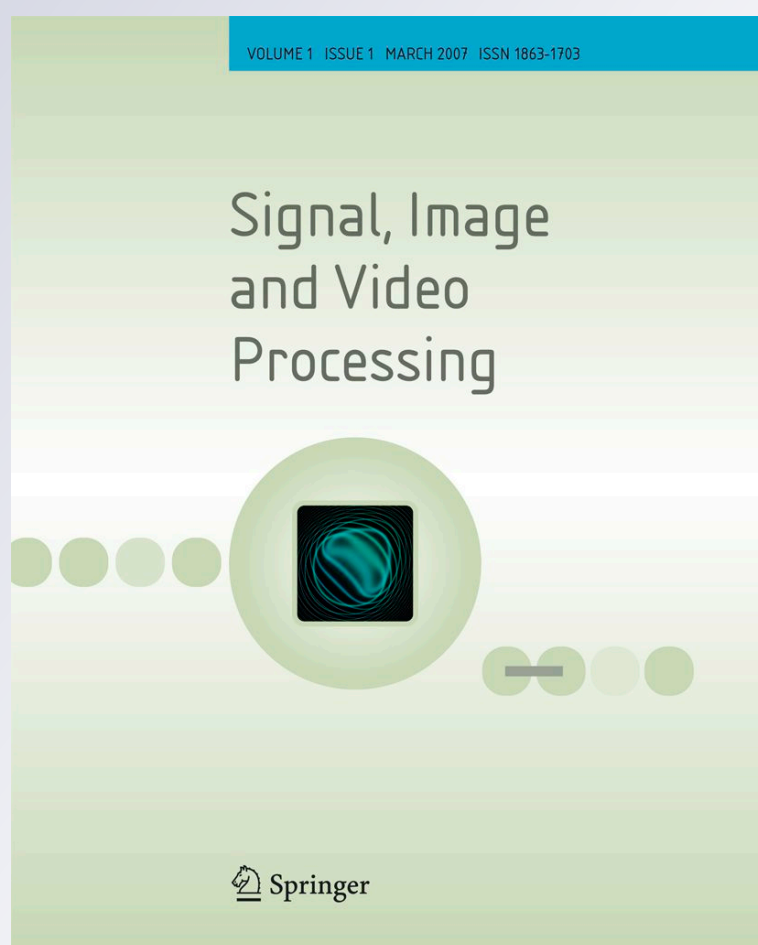 VOLUME 1 ISSUE 1 MARCH 2007 ISSN 1863-1703
Signal, Image
and Video
Processing
Springer